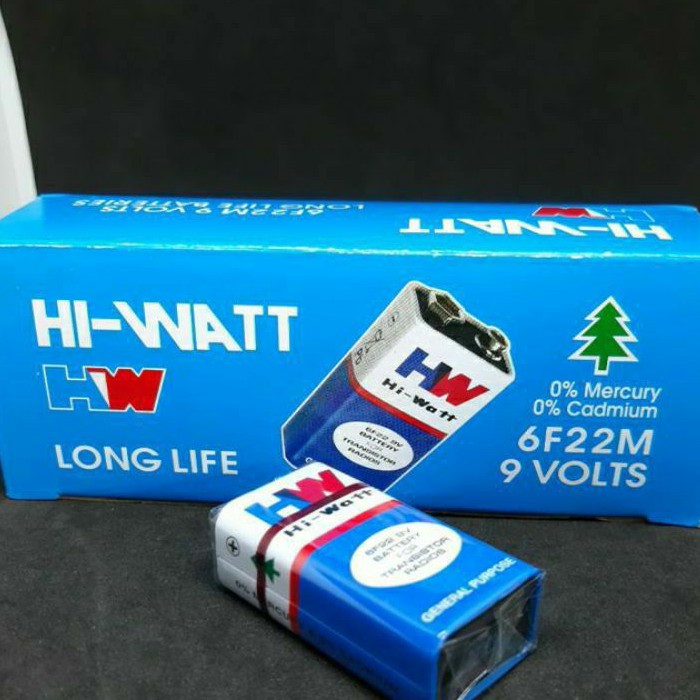 6F22M 9 VOLTS
LONG LIFE BATTERIES
HW
HI-WATT
HI-WATT
HW
LONG LIFE
HW
Hi-Watt
6F22 9V
BATTERY
FOR
TRANSISTOR
RADIOS
0% Mercury
0% Cadmium
6F22M
9 VOLTS
HW
Hi-Watt
6F22 9V
BATTERY
FOR
TRANSISTOR
RADIOS
GENERAL PURPOSE